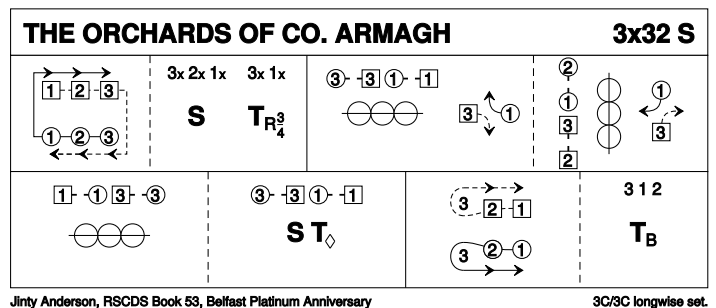 THE ORCHARDS OF CO. ARMAGH 3x32 S
1 2 3
1 2 3
3x 2x 1x 3x 1x
S T R 3/4
3 3 1 1
3 1
2
1
3
2
1
3
1 1 3 3
3 3 1 1
S T◇
3 2 1
3 2 1
3 1 2
T B
Jinty Anderson, RSCDS Book 53, Belfast Platinum Anniversary 3C/3C longwise set.